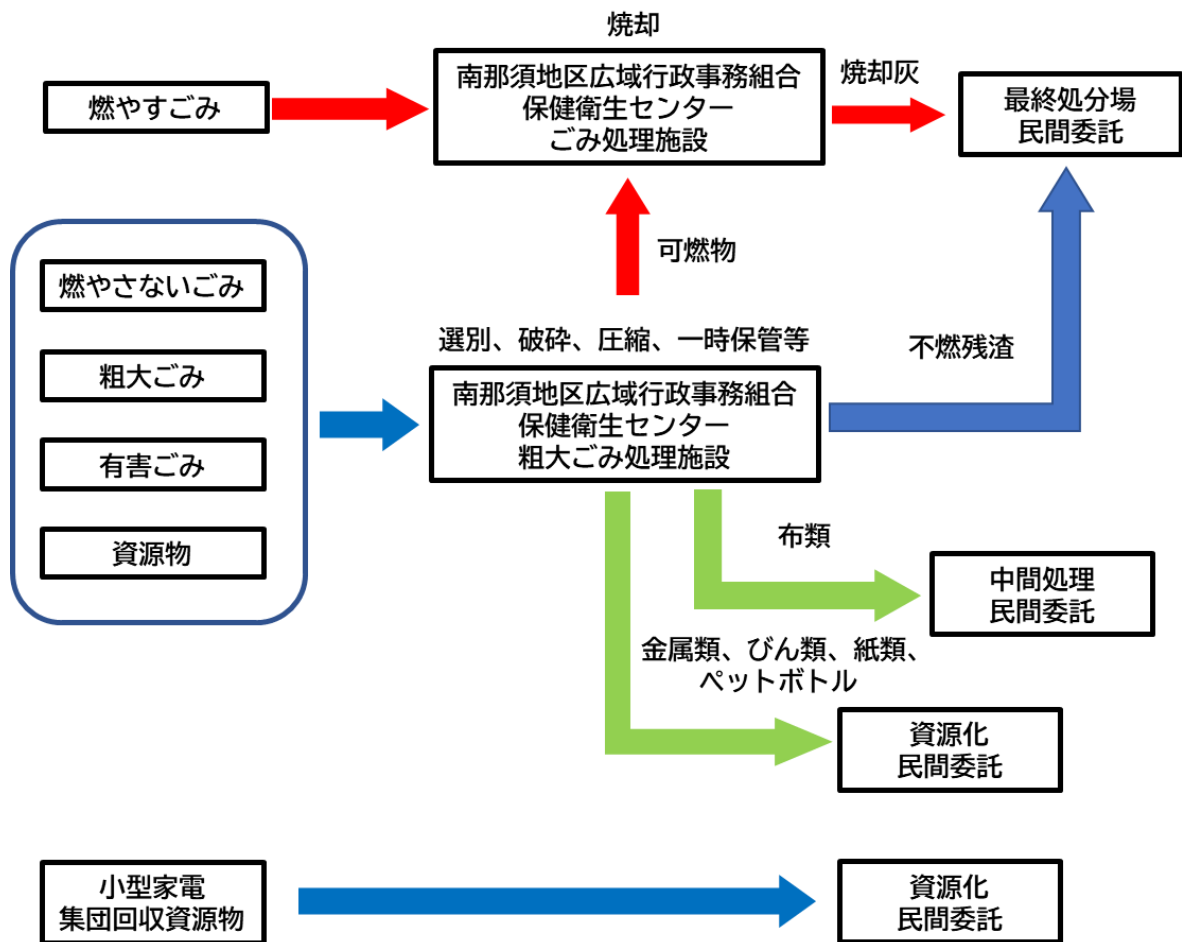 焼却
燃やすごみ
南那須地区広域行政事務組合
保健衛生センター
ごみ処理施設
焼却灰
最終処分場
民間委託
可燃物
燃やさないごみ
粗大ごみ
有害ごみ
資源物
選別、破砕、圧縮、一時保管等
南那須地区広域行政事務組合
保健衛生センター
粗大ごみ処理施設
不燃残渣
布類
中間処理
民間委託
金属類、びん類、紙類、
ペットボトル
資源化
民間委託
小型家電
集団回収資源物
資源化
民間委託